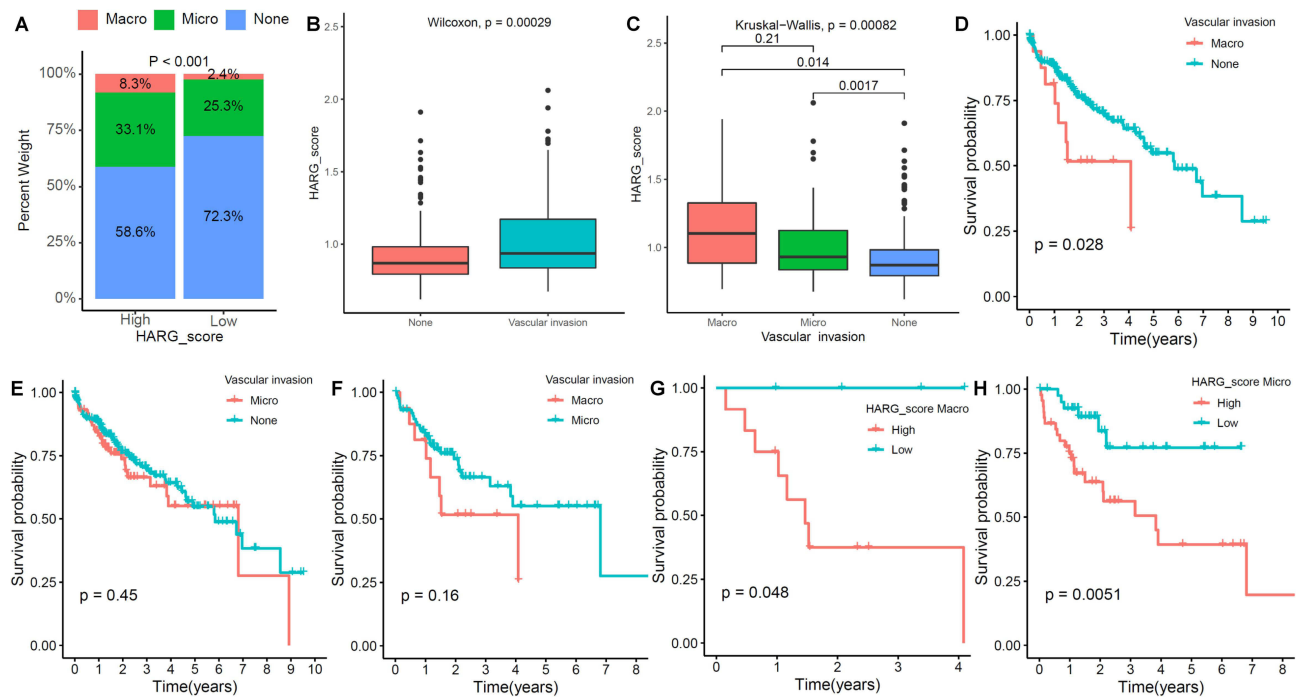 Macro Micro None
A
P < 0.001
Percent Weight
100%
75%
50%
25%
0%
8.3%
33.1%
58.6%
2.4%
25.3%
72.3%
High Low
HARG_score
B
Wilcoxon, p = 0.00029
HARG_score
2.5
2.0
1.5
1.0
None Vascular invasion
C
Kruskal−Wallis, p = 0.00082
0.21
0.014
0.0017
HARG_score
2.5
2.0
1.5
1.0
Macro Micro None
Vascular invasion
D
Vascular invasion
Macro
None
Survival probability
1.00
0.75
0.50
0.25
0.00
p = 0.028
0 1 2 3 4 5 6 7 8 9 10
Time(years)
E
Vascular invasion
Micro
None
Survival probability
1.00
0.75
0.50
0.25
0.00
p = 0.45
0 1 2 3 4 5 6 7 8 9 10
Time(years)
F
Vascular invasion
Macro
Micro
Survival probability
1.00
0.75
0.50
0.25
0.00
p = 0.16
0 1 2 3 4 5 6 7 8
Time(years)
G
HARG_score Macro
High
Low
Survival probability
1.00
0.75
0.50
0.25
0.00
p = 0.048
0 1 2 3 4
Time(years)
H
HARG_score Micro
High
Low
Survival probability
1.00
0.75
0.50
0.25
0.00
p = 0.0051
0 1 2 3 4 5 6 7 8
Time(years)